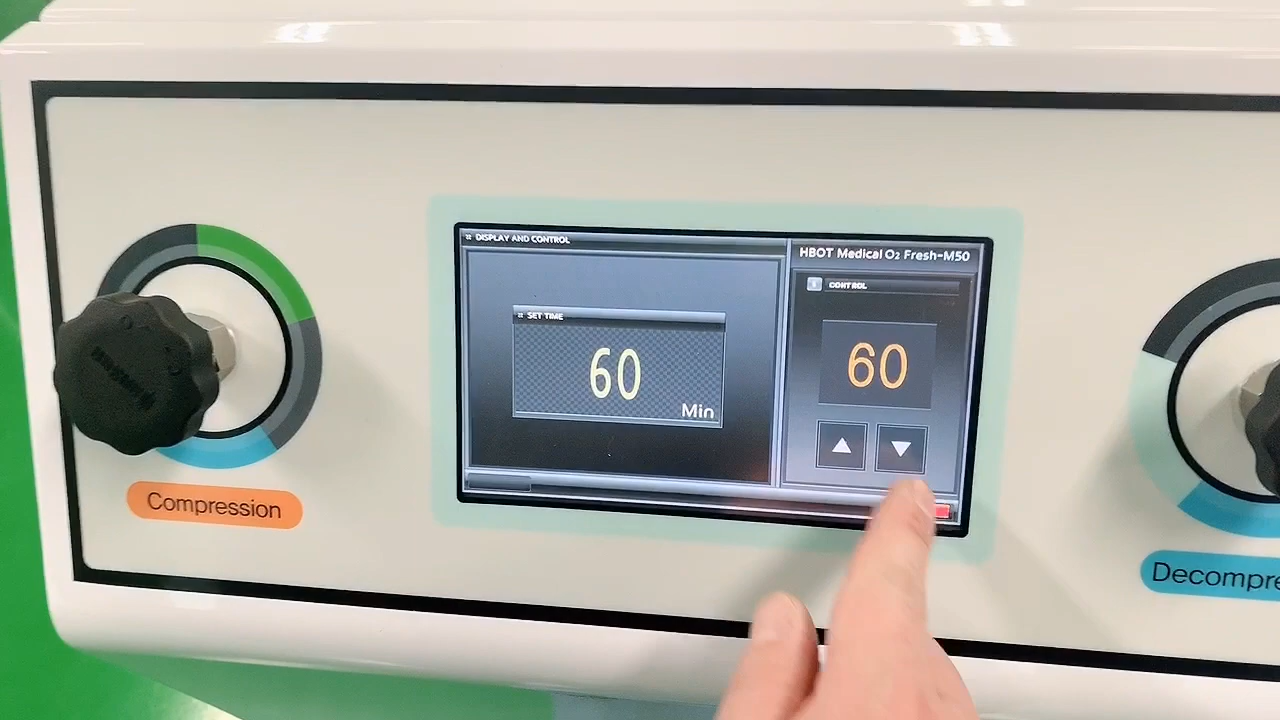 DISPLAY AND CONTROL
HBOT Medical O₂ Fresh-M50
CONTROL
SET TIME
60
Min
60
Compression
Decompre